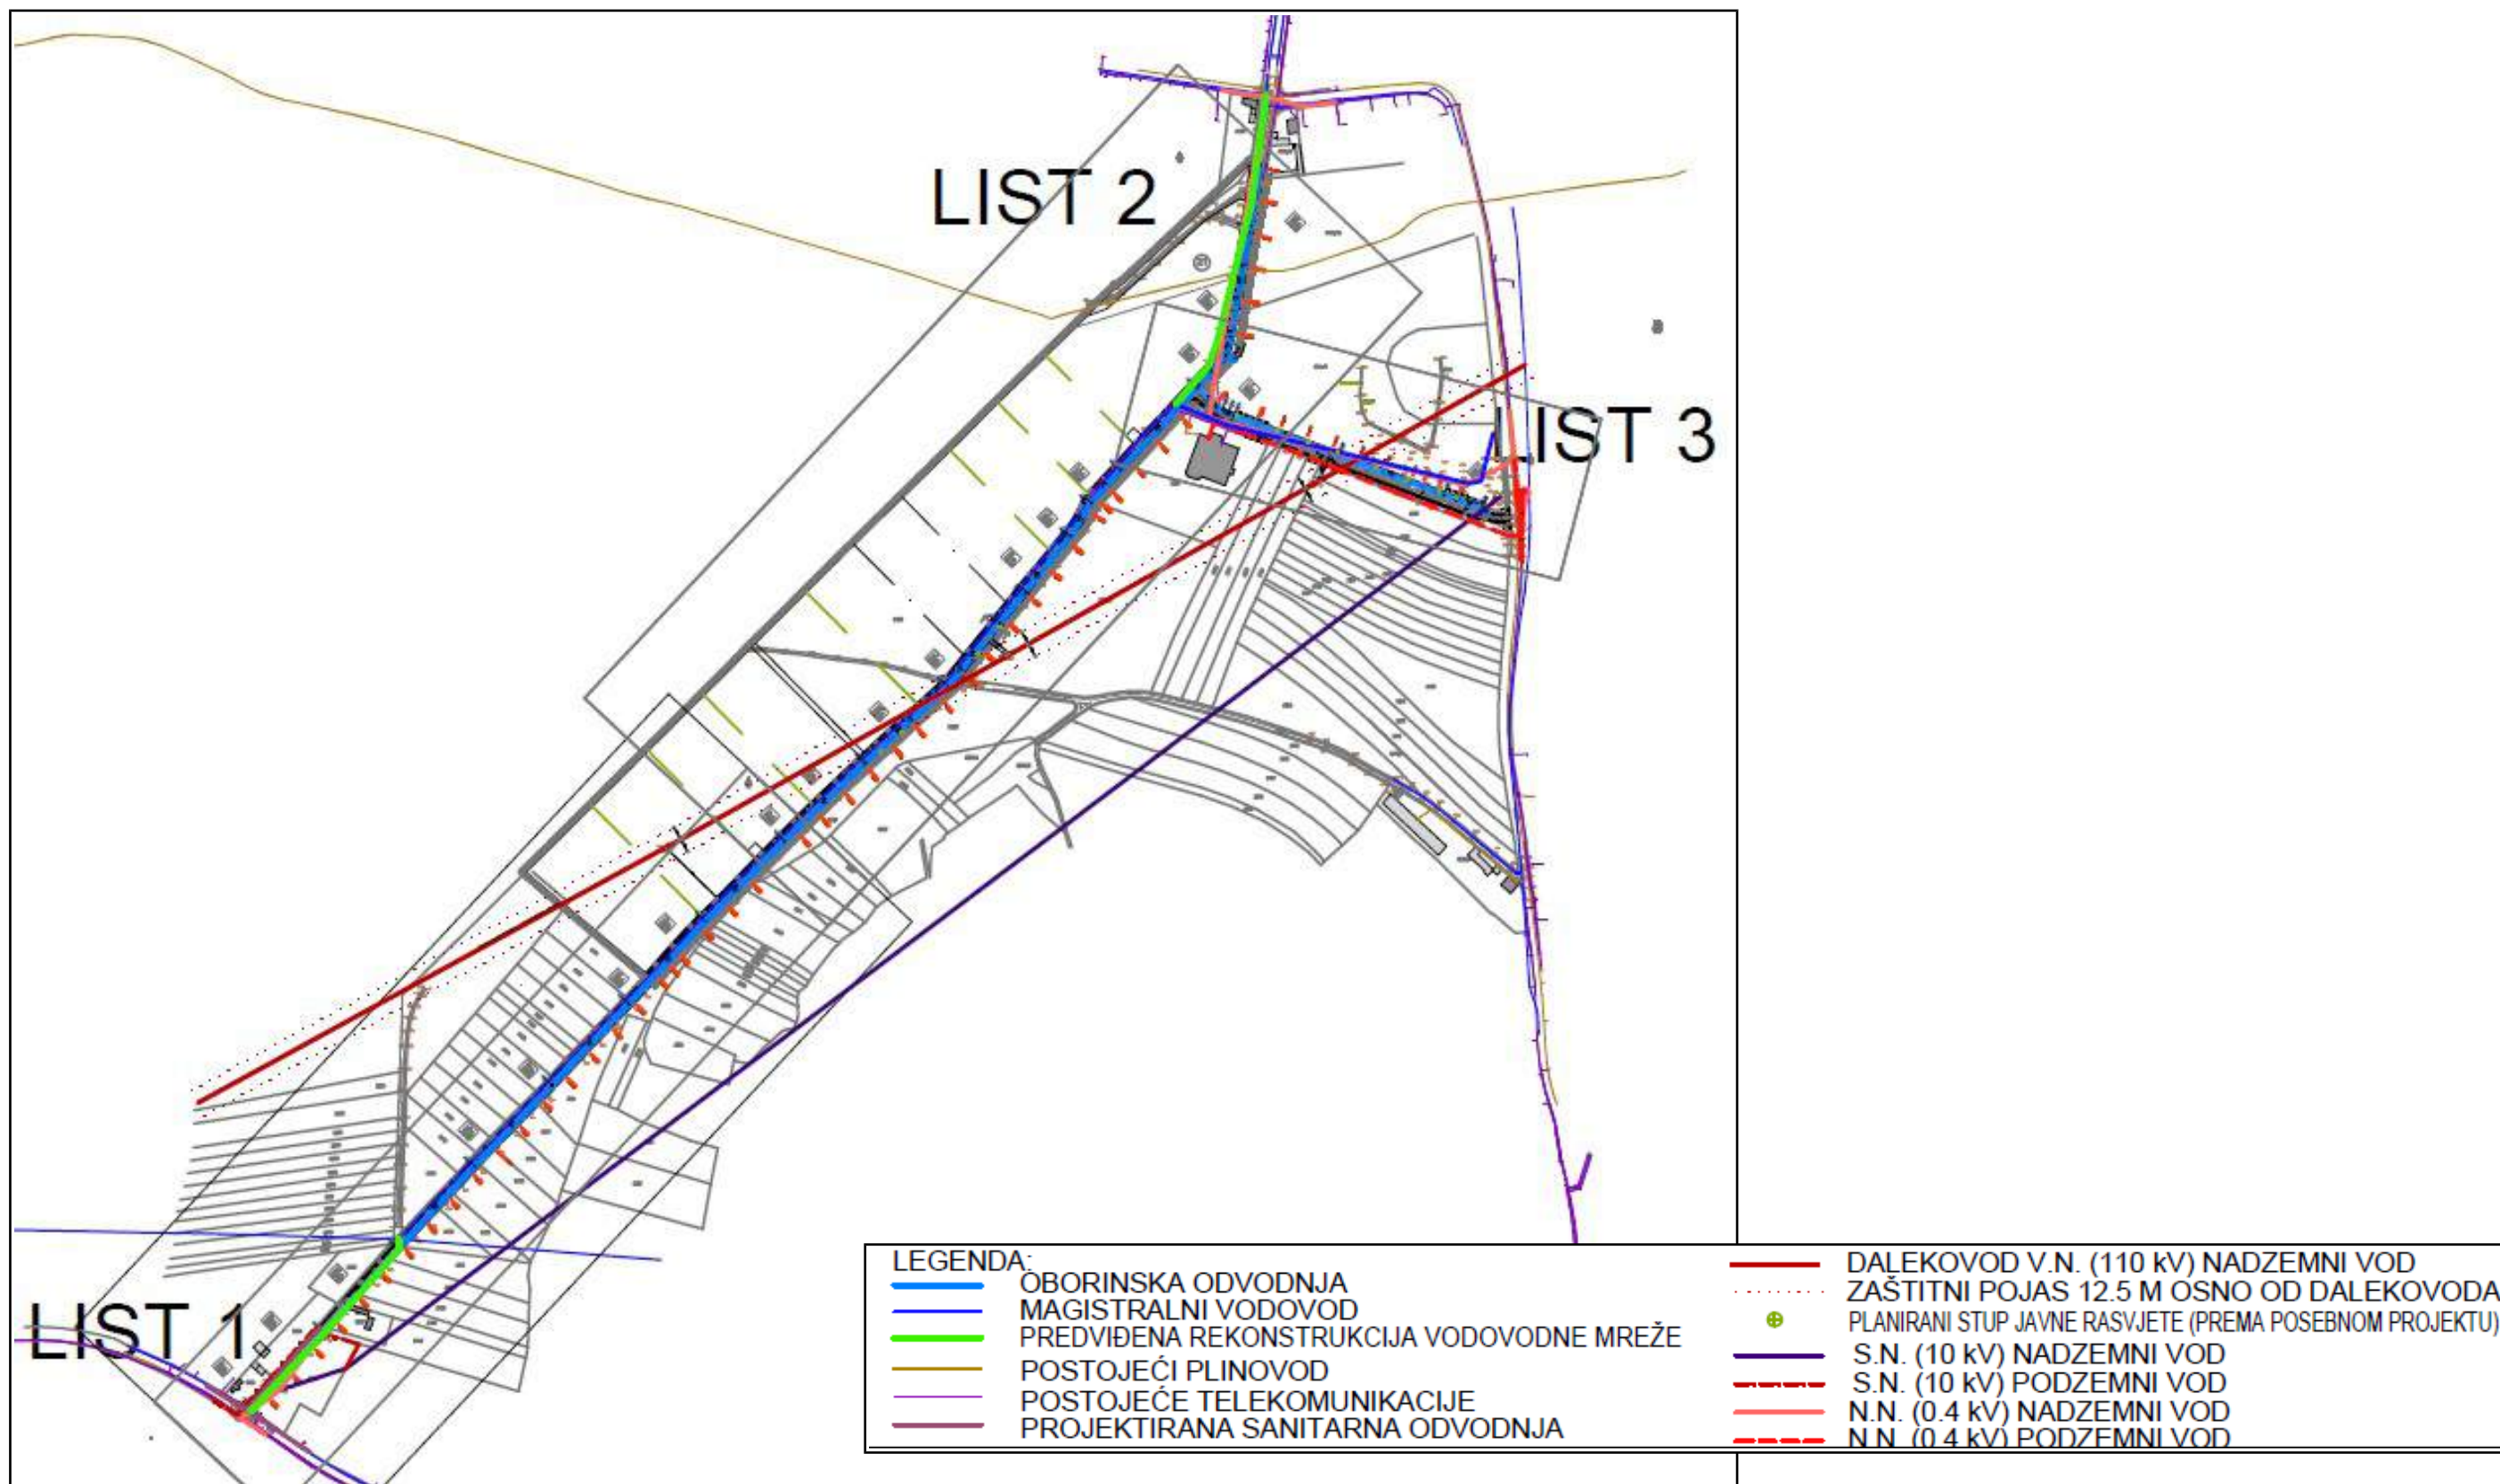 LIST 2
LIST 3
LIST 1
LEGENDA:
OBORINSKA ODVODNJA
MAGISTRALNI VODOVOD
PREDVIĐENA REKONSTRUKCIJA VODOVODNE MREŽE
POSTOJEĆI PLINOVOD
POSTOJEĆE TELEKOMUNIKACIJE
PROJEKTIRANA SANITARNA ODVODNJA
DALEKOVOD V.N. (110 kV) NADZEMNI VOD
ZAŠTITNI POJAS 12.5 M OSNO OD DALEKOVODA
PLANIRANI STUP JAVNE RASVJETE (PREMA POSEBNOM PROJEKTU)
S.N. (10 kV) NADZEMNI VOD
S.N. (10 kV) PODZEMNI VOD
N.N. (0.4 kV) NADZEMNI VOD
N.N. (0.4 kV) PODZEMNI VOD